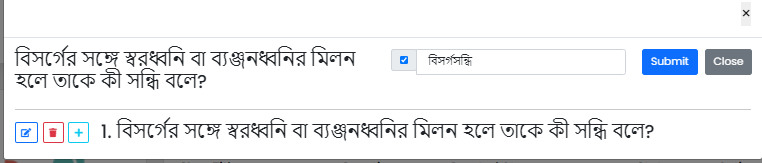 ×
বিসর্গের সঙ্গে স্বরধ্বনি বা ব্যঞ্জনধ্বনির মিলন
হলে তাকে কী সন্ধি বলে?
বিসর্গসন্ধি
Submit
Close
1. বিসর্গের সঙ্গে স্বরধ্বনি বা ব্যঞ্জনধ্বনির মিলন হলে তাকে কী সন্ধি বলে?